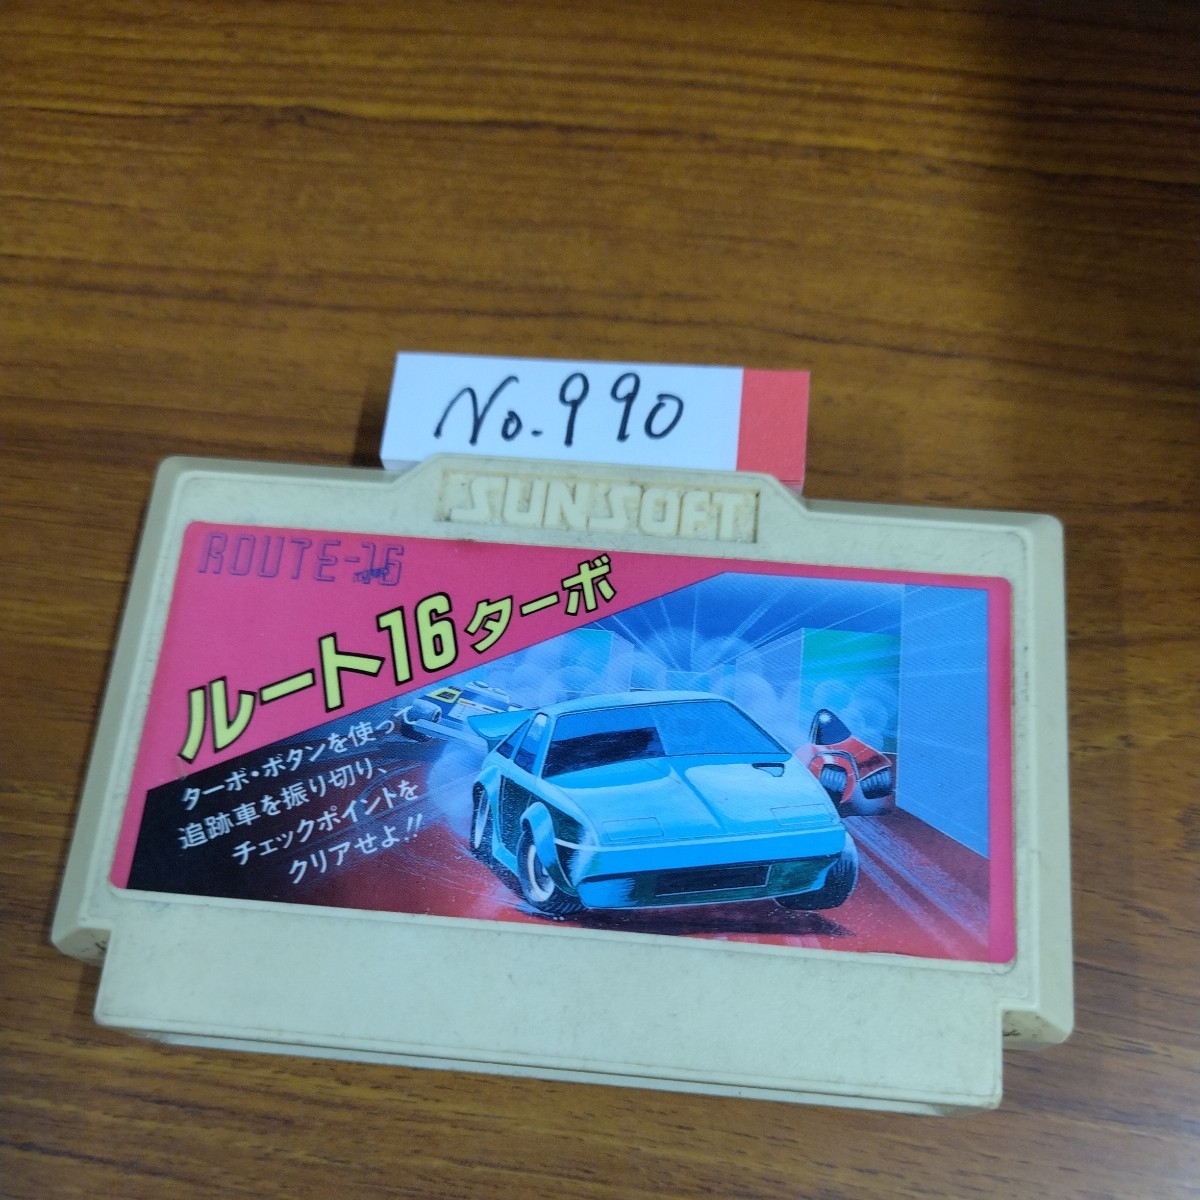 No.990
SUNSOFT
ROUTE-16
TURBO
ルート16ターボ
ターボ・ボタンを使って
追跡車を振り切り、
チェックポイントを
クリアせよ!!